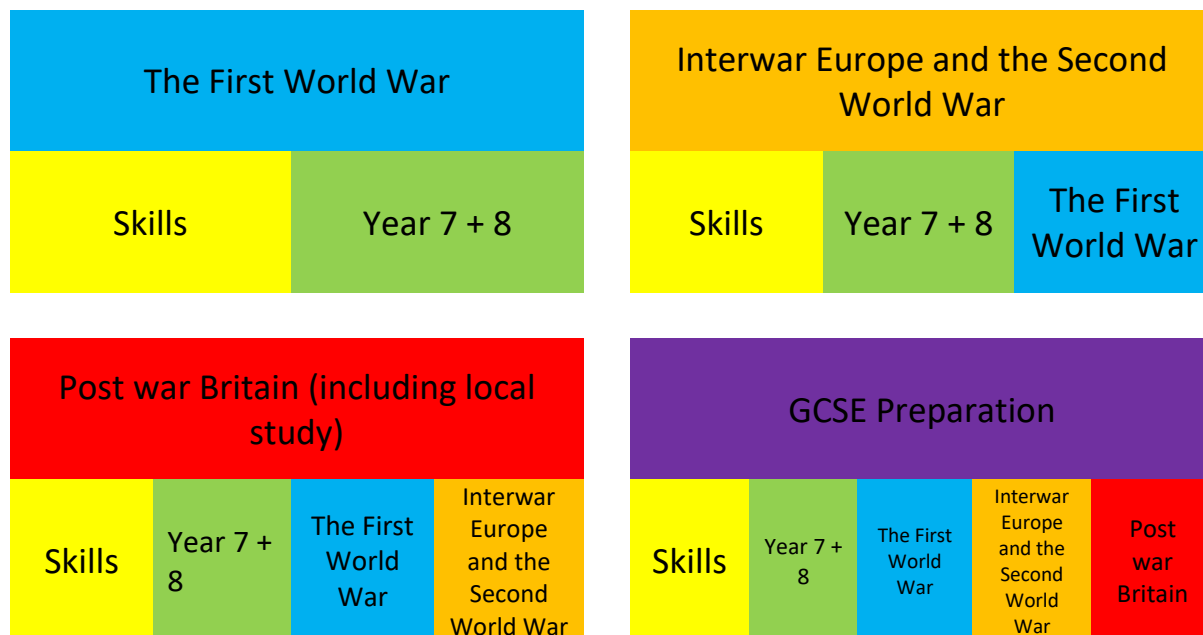 The First World War
Skills
Year 7 + 8
Interwar Europe and the Second
World War
Skills
Year 7 + 8
The First
World War
Post war Britain (including local
study)
Skills
Year 7 +
8
The First
World
War
Interwar
Europe
and the
Second
World War
GCSE Preparation
Skills
Year 7 +
8
The First
World
War
Interwar
Europe
and the
Second
World
War
Post
war
Britain